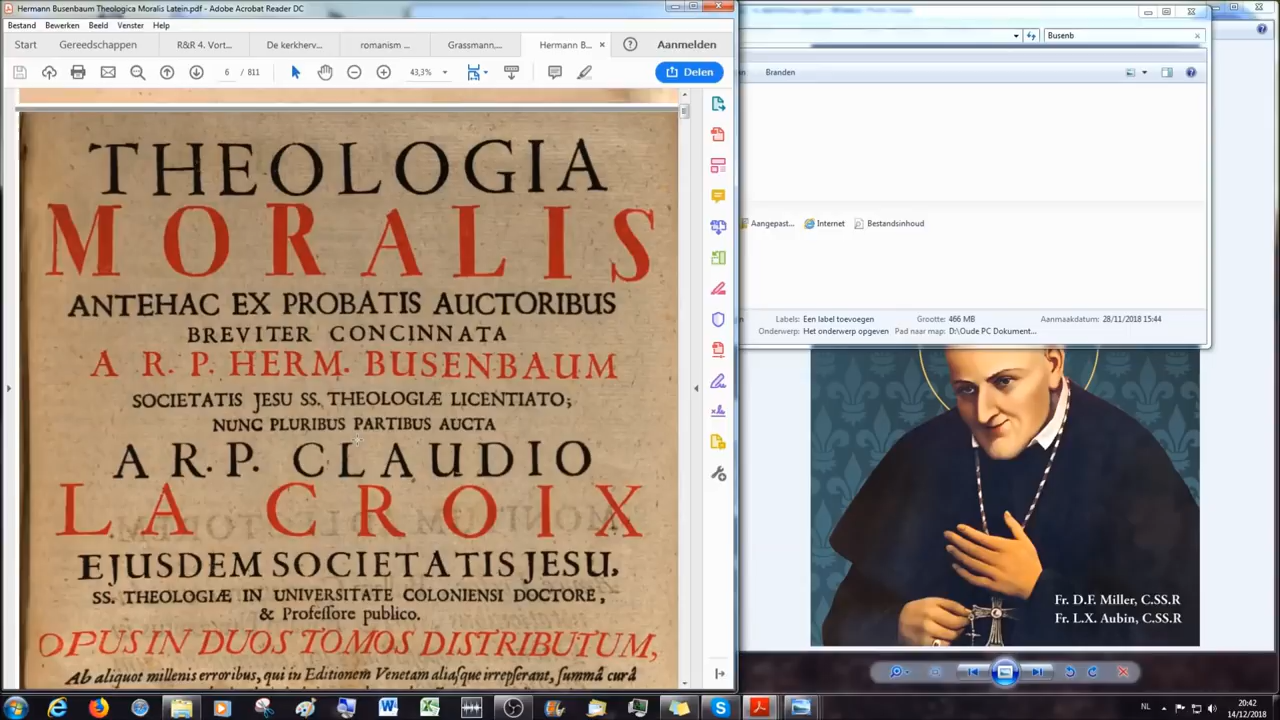 Hermann Busenbaum Theologica Moralis Latein.pdf - Adobe Acrobat Reader DC
Bestand Bewerken Beeld Venster Help
Start Gereedschappen R&R 4. Vort... De kerkherv... romanism ... Grassmann,... Hermann B... × Aanmelden
6 / 811 43,3% Delen
THEOLOGIA
MORALIS
ANTEHAC EX PROBATIS AUCTORIBUS
BREVITER CONCINNATA
A R. P. HERM. BUSENBAUM
SOCIETATIS JESU SS. THEOLOGIÆ LICENTIATO;
NUNC PLURIBUS PARTIBUS AUCTA
A R. P. CLAUDIO
LA CROIX
EJUSDEM SOCIETATIS JESU,
SS. THEOLOGIÆ IN UNIVERSITATE COLONIENSI DOCTORE,
& Professore publico.
OPUS IN DUOS TOMOS DISTRIBUTUM,
Ab aliquot millenis erroribus, qui in Editionem Venetam aliasque irrepserant, summâ curâ
Busenb
Branden
Aangepast... Internet Bestandsinhoud
Labels: Een label toevoegen Grootte: 466 MB Aanmaakdatum: 28/11/2018 15:44
Onderwerp: Het onderwerp opgeven Pad naar map: D:\Oude PC Dokument...
Fr. D.F. Miller, C.SS.R
Fr. L.X. Aubin, C.SS.R
NL 20:42
14/12/2018